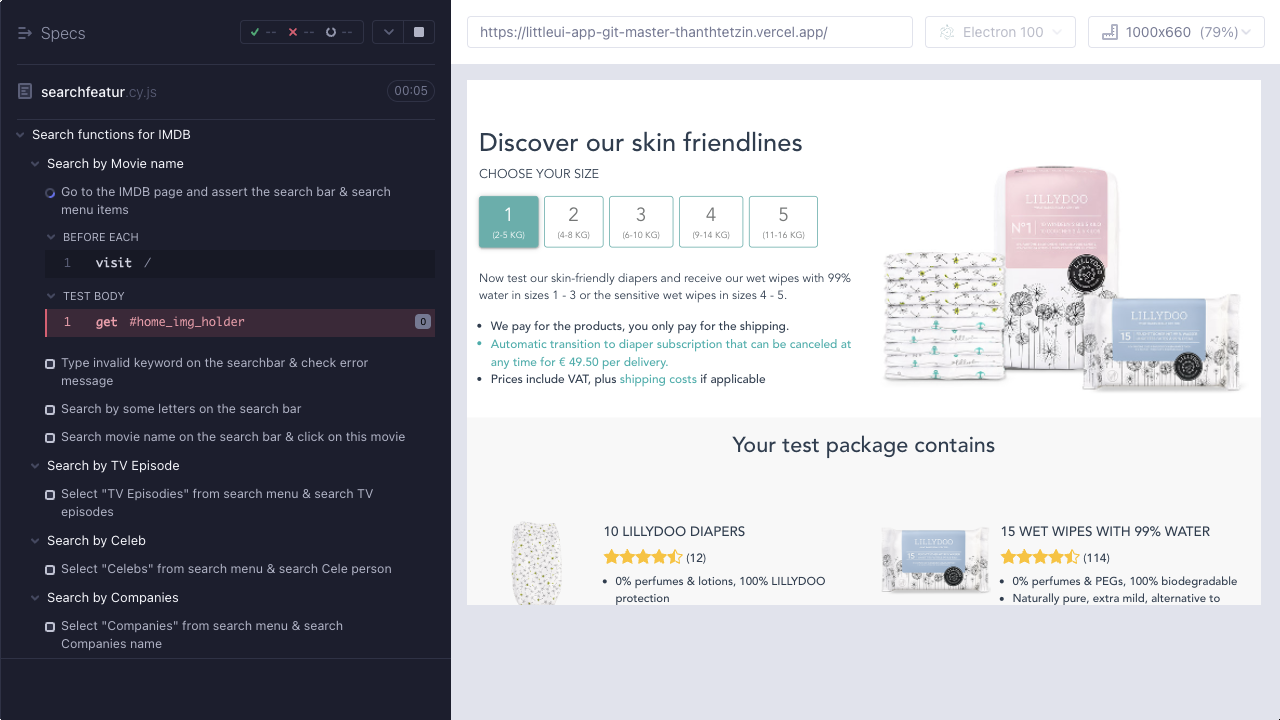 Specs
-- -- --
searchfeatur.cy.js
00:05
Search functions for IMDB
Search by Movie name
Go to the IMDB page and assert the search bar & search
menu items
BEFORE EACH
1 visit /
TEST BODY
1 get #home_img_holder 0
Type invalid keyword on the searchbar & check error
message
Search by some letters on the search bar
Search movie name on the search bar & click on this movie
Search by TV Episode
Select "TV Episodies" from search menu & search TV
episodes
Search by Celeb
Select "Celebs" from search menu & search Cele person
Search by Companies
Select "Companies" from search menu & search
Companies name
https://littleui-app-git-master-thanthtetzin.vercel.app/
Electron 100
1000x660 (79%)
Discover our skin friendlines
CHOOSE YOUR SIZE
1 2 3 4 5
(2-5 KG) (4-8 KG) (6-10 KG) (9-14 KG) (11-16 KG)
Now test our skin-friendly diapers and receive our wet wipes with 99%
water in sizes 1 - 3 or the sensitive wet wipes in sizes 4 - 5.
• We pay for the products, you only pay for the shipping.
• Automatic transition to diaper subscription that can be canceled at
any time for € 49.50 per delivery.
• Prices include VAT, plus shipping costs if applicable
LILLYDOO
Nº1
LILLYDOO
LILLYDOO
15
Your test package contains
10 LILLYDOO DIAPERS
(12)
• 0% perfumes & lotions, 100% LILLYDOO
protection
LILLYDOO
15
15 WET WIPES WITH 99% WATER
(114)
• 0% perfumes & PEGs, 100% biodegradable
• Naturally pure, extra mild, alternative to